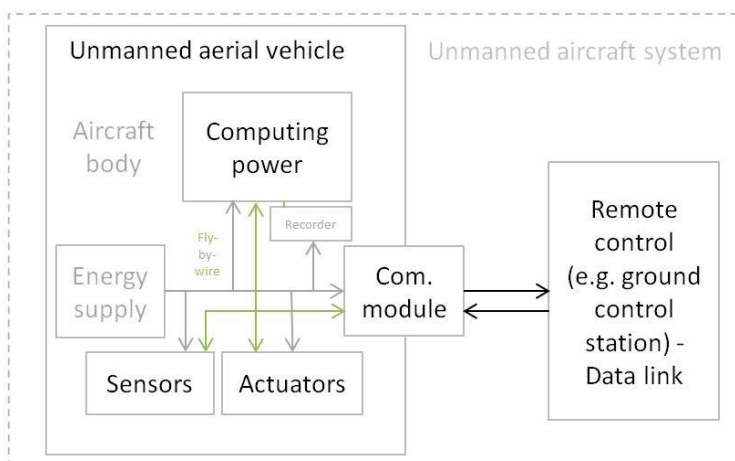 Unmanned aerial vehicle
Unmanned aircraft system
Aircraft
body
Computing
power
Recorder
Fly-
by-
wire
Energy
supply
Com.
module
Remote
control
(e.g. ground
control
station) -
Data link
Sensors
Actuators